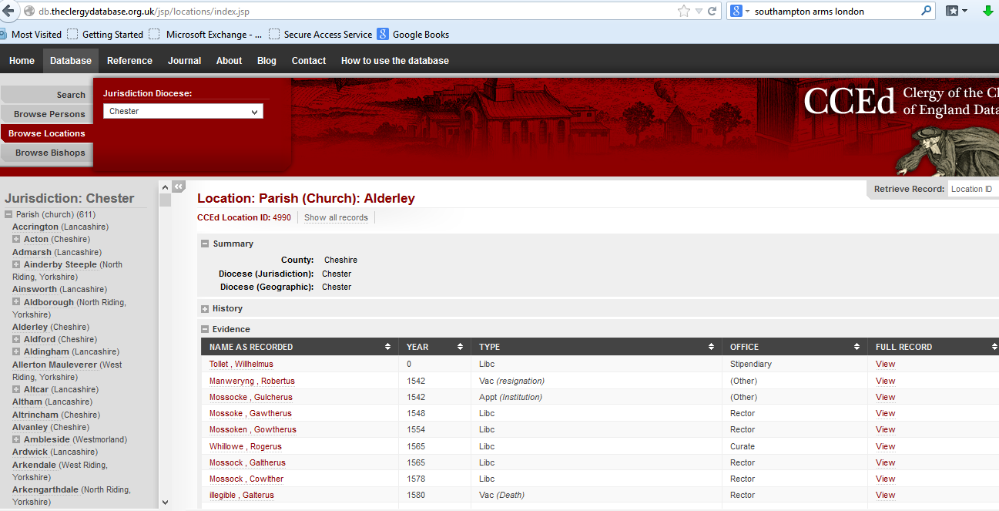 db.theclergydatabase.org.uk/jsp/locations/index.jsp
southampton arms london
Most Visited Getting Started Microsoft Exchange - ... Secure Access Service Google Books
Home Database Reference Journal About Blog Contact How to use the database
Search
Browse Persons
Browse Locations
Browse Bishops
Jurisdiction Diocese:
Chester
CCEd Clergy of the Cl
of England Data
Retrieve Record: Location ID
Jurisdiction: Chester
Parish (church) (611)
Accrington (Lancashire)
Acton (Cheshire)
Admarsh (Lancashire)
Ainderby Steeple (North
Riding, Yorkshire)
Ainsworth (Lancashire)
Aldborough (North Riding,
Yorkshire)
Alderley (Cheshire)
Aldford (Cheshire)
Aldingham (Lancashire)
Allerton Mauleverer (West
Riding, Yorkshire)
Altcar (Lancashire)
Altham (Lancashire)
Altrincham (Cheshire)
Alvanley (Cheshire)
Ambleside (Westmorland)
Ardwick (Lancashire)
Arkendale (West Riding,
Yorkshire)
Arkengarthdale (North Riding,
Yorkshire)
Location: Parish (Church): Alderley
CCEd Location ID: 4990 Show all records
Summary
County: Cheshire
Diocese (Jurisdiction): Chester
Diocese (Geographic): Chester
History
Evidence
NAME AS RECORDED YEAR TYPE OFFICE FULL RECORD
Tollet , Willhelmus 0 Libc Stipendiary View
Manweryng , Robertus 1542 Vac (resignation) (Other) View
Mossocke , Gulcherus 1542 Appt (Institution) (Other) View
Mossoke , Gawtherus 1548 Libc Rector View
Mossoken , Gowtherus 1554 Libc Rector View
Whillowe , Rogerus 1565 Libc Curate View
Mossock , Galtherus 1565 Libc Rector View
Mossock , Cowlther 1578 Libc Rector View
illegible , Galterus 1580 Vac (Death) Rector View